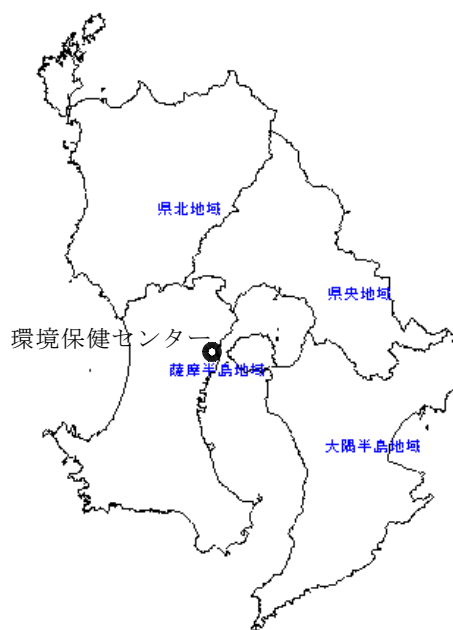 県北地域
県央地域
環境保健センター
薩摩半島地域
大隅半島地域